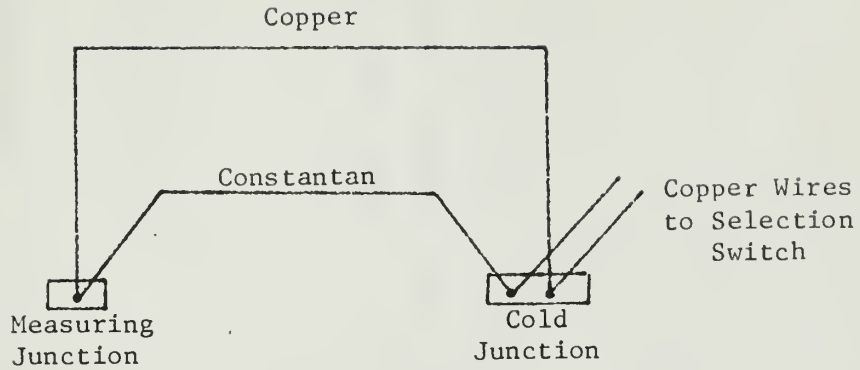 Copper
Constantan
Copper Wires
to Selection
Switch
Measuring
Junction
Cold
Junction